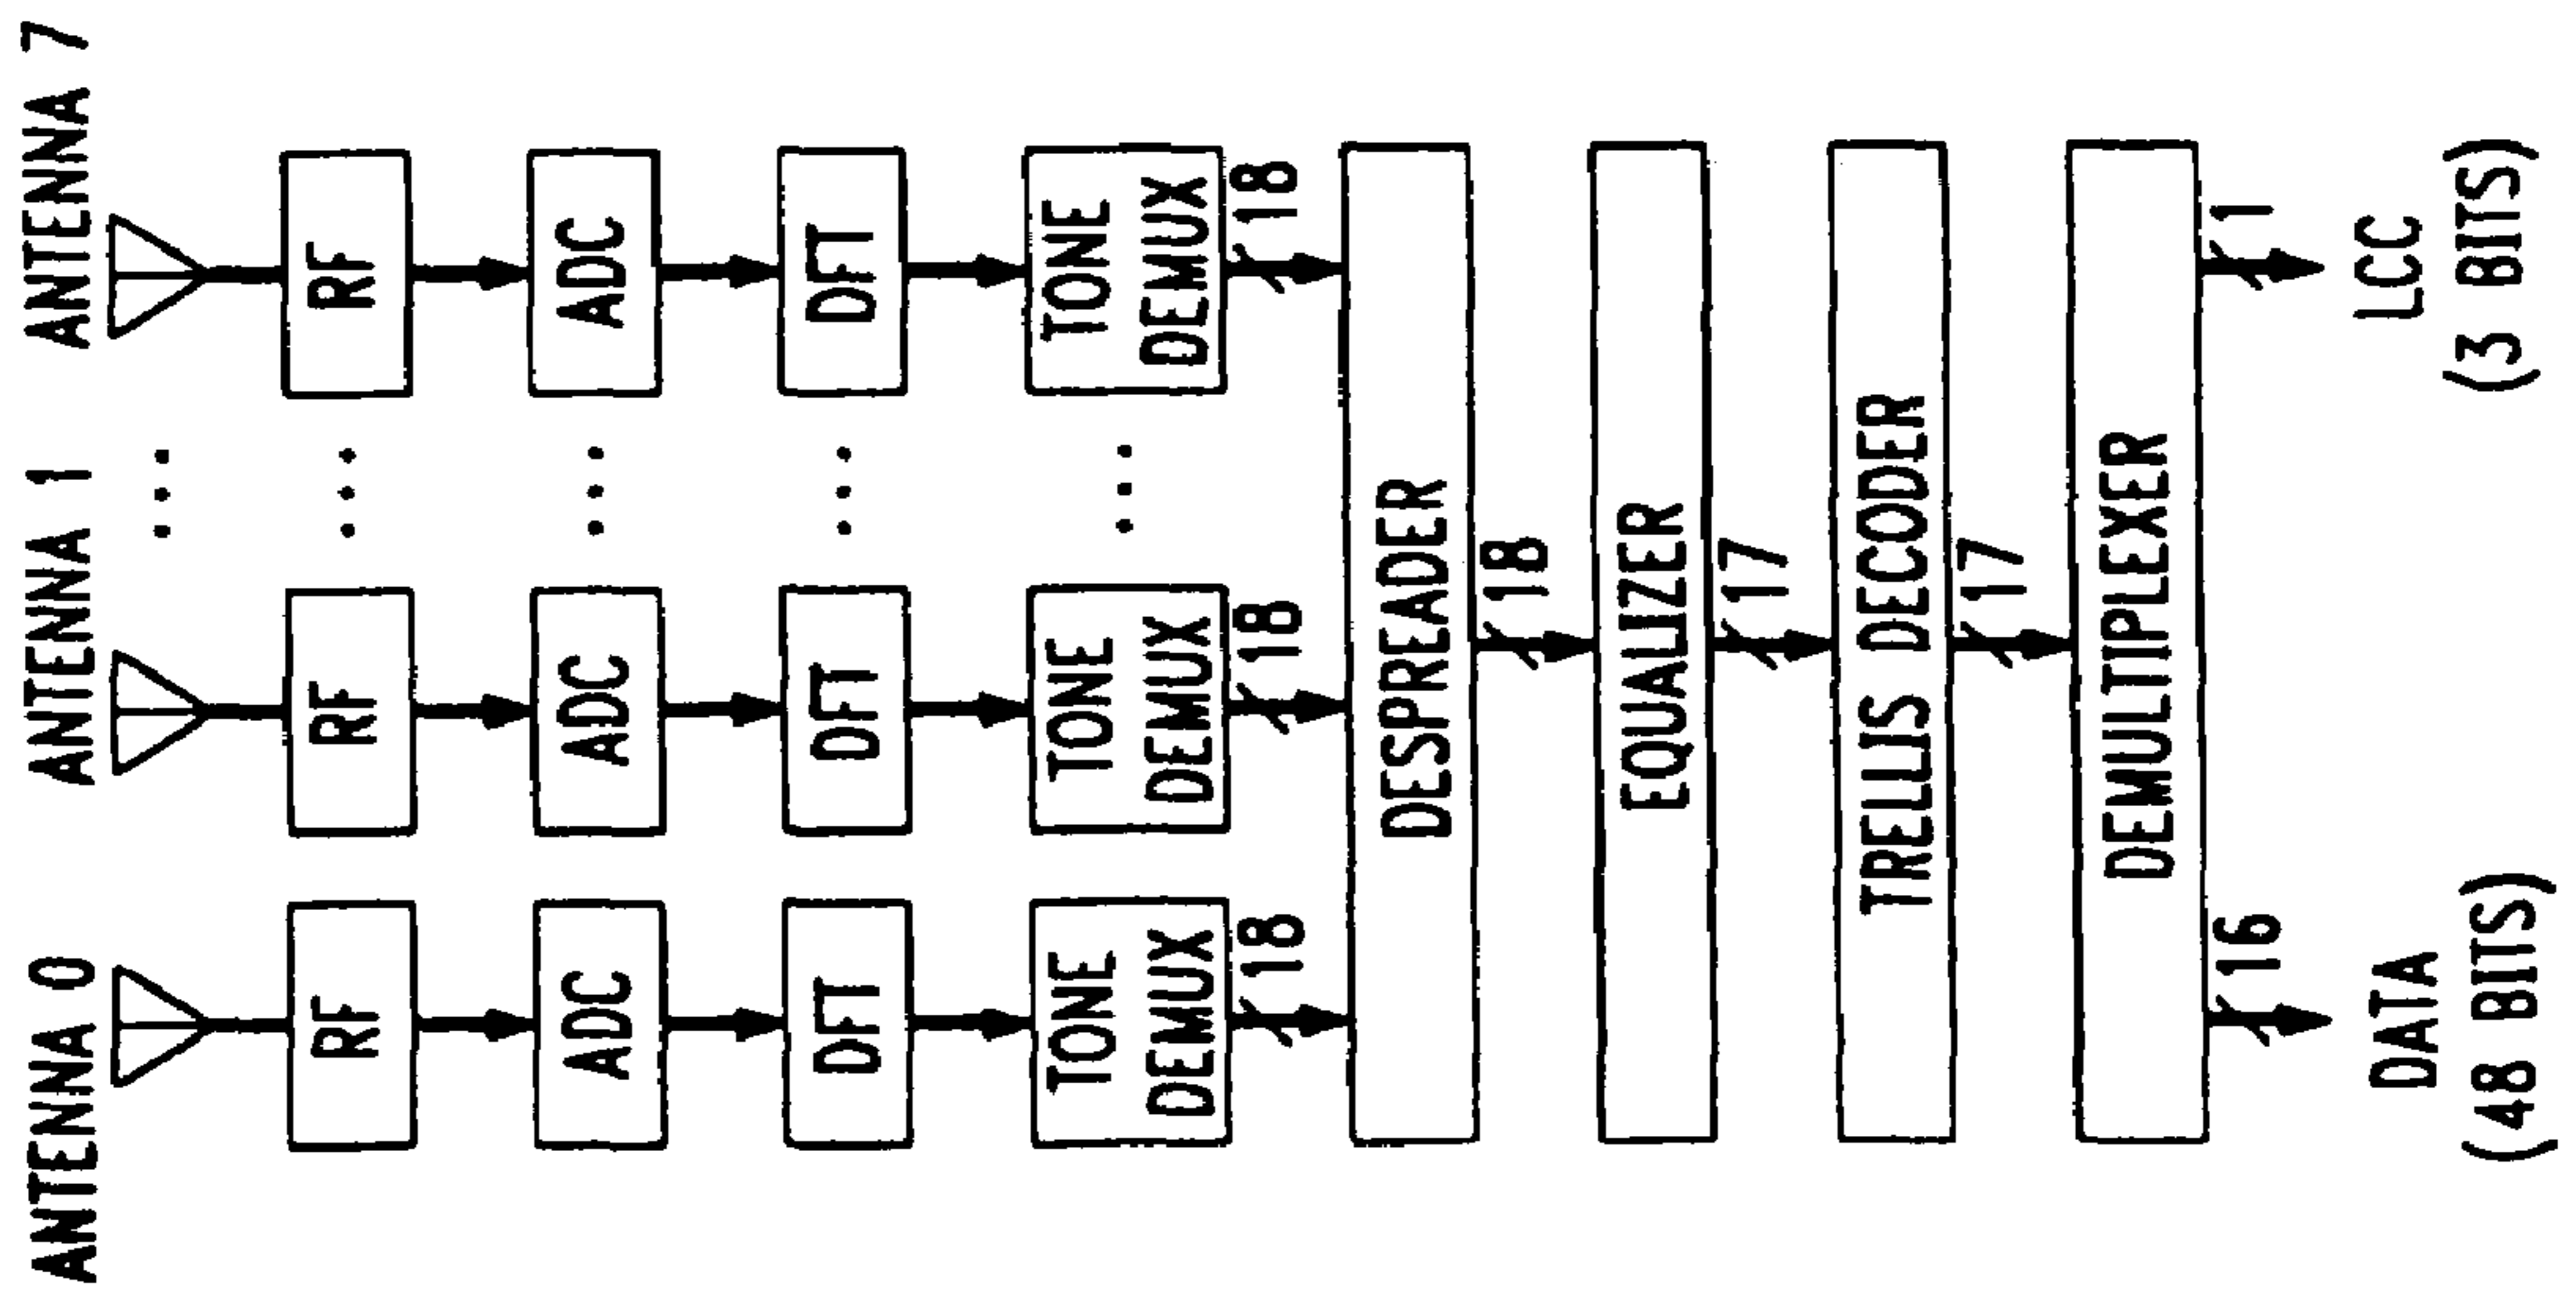 ANTENNA 0
ANTENNA 1
ANTENNA 7
...
RF
RF
...
RF
ADC
ADC
...
ADC
DFT
DFT
...
DFT
TONE
DEMUX
TONE
DEMUX
...
TONE
DEMUX
18
18
18
DESPREADER
18
EQUALIZER
17
TRELLIS DECODER
17
DEMULTIPLEXER
16
1
DATA
(48 BITS)
LCC
(3 BITS)